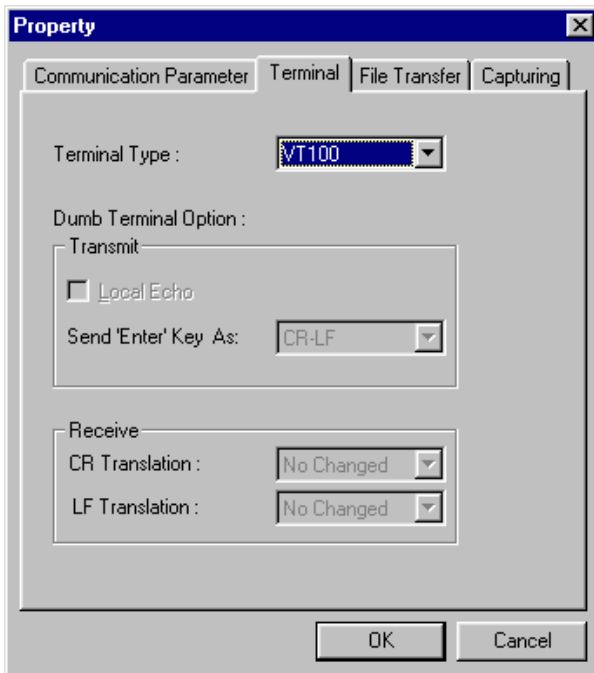 Property
Communication Parameter Terminal File Transfer Capturing
Terminal Type : VT100
Dumb Terminal Option :
Transmit
Local Echo
Send 'Enter' Key As: CR-LF
Receive
CR Translation : No Changed
LF Translation : No Changed
OK Cancel